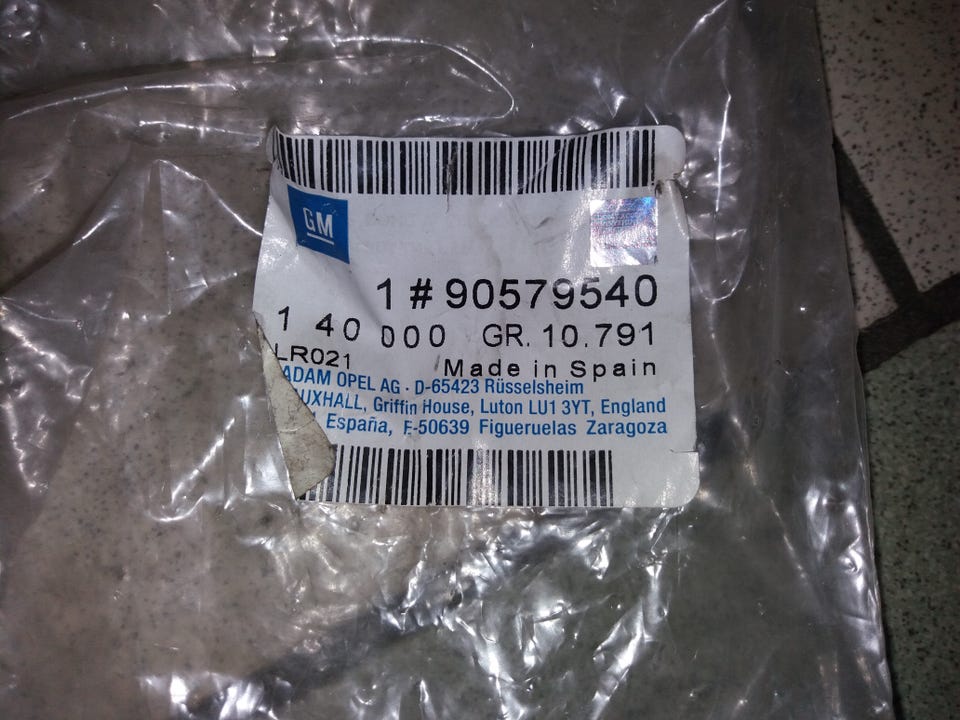 GM
1 # 90579540
1 40 000 GR. 10.791
LR021 Made in Spain
ADAM OPEL AG · D-65423 Rüsselsheim
UXHALL, Griffin House, Luton LU1 3YT, England
España, E-50639 Figueruelas Zaragoza